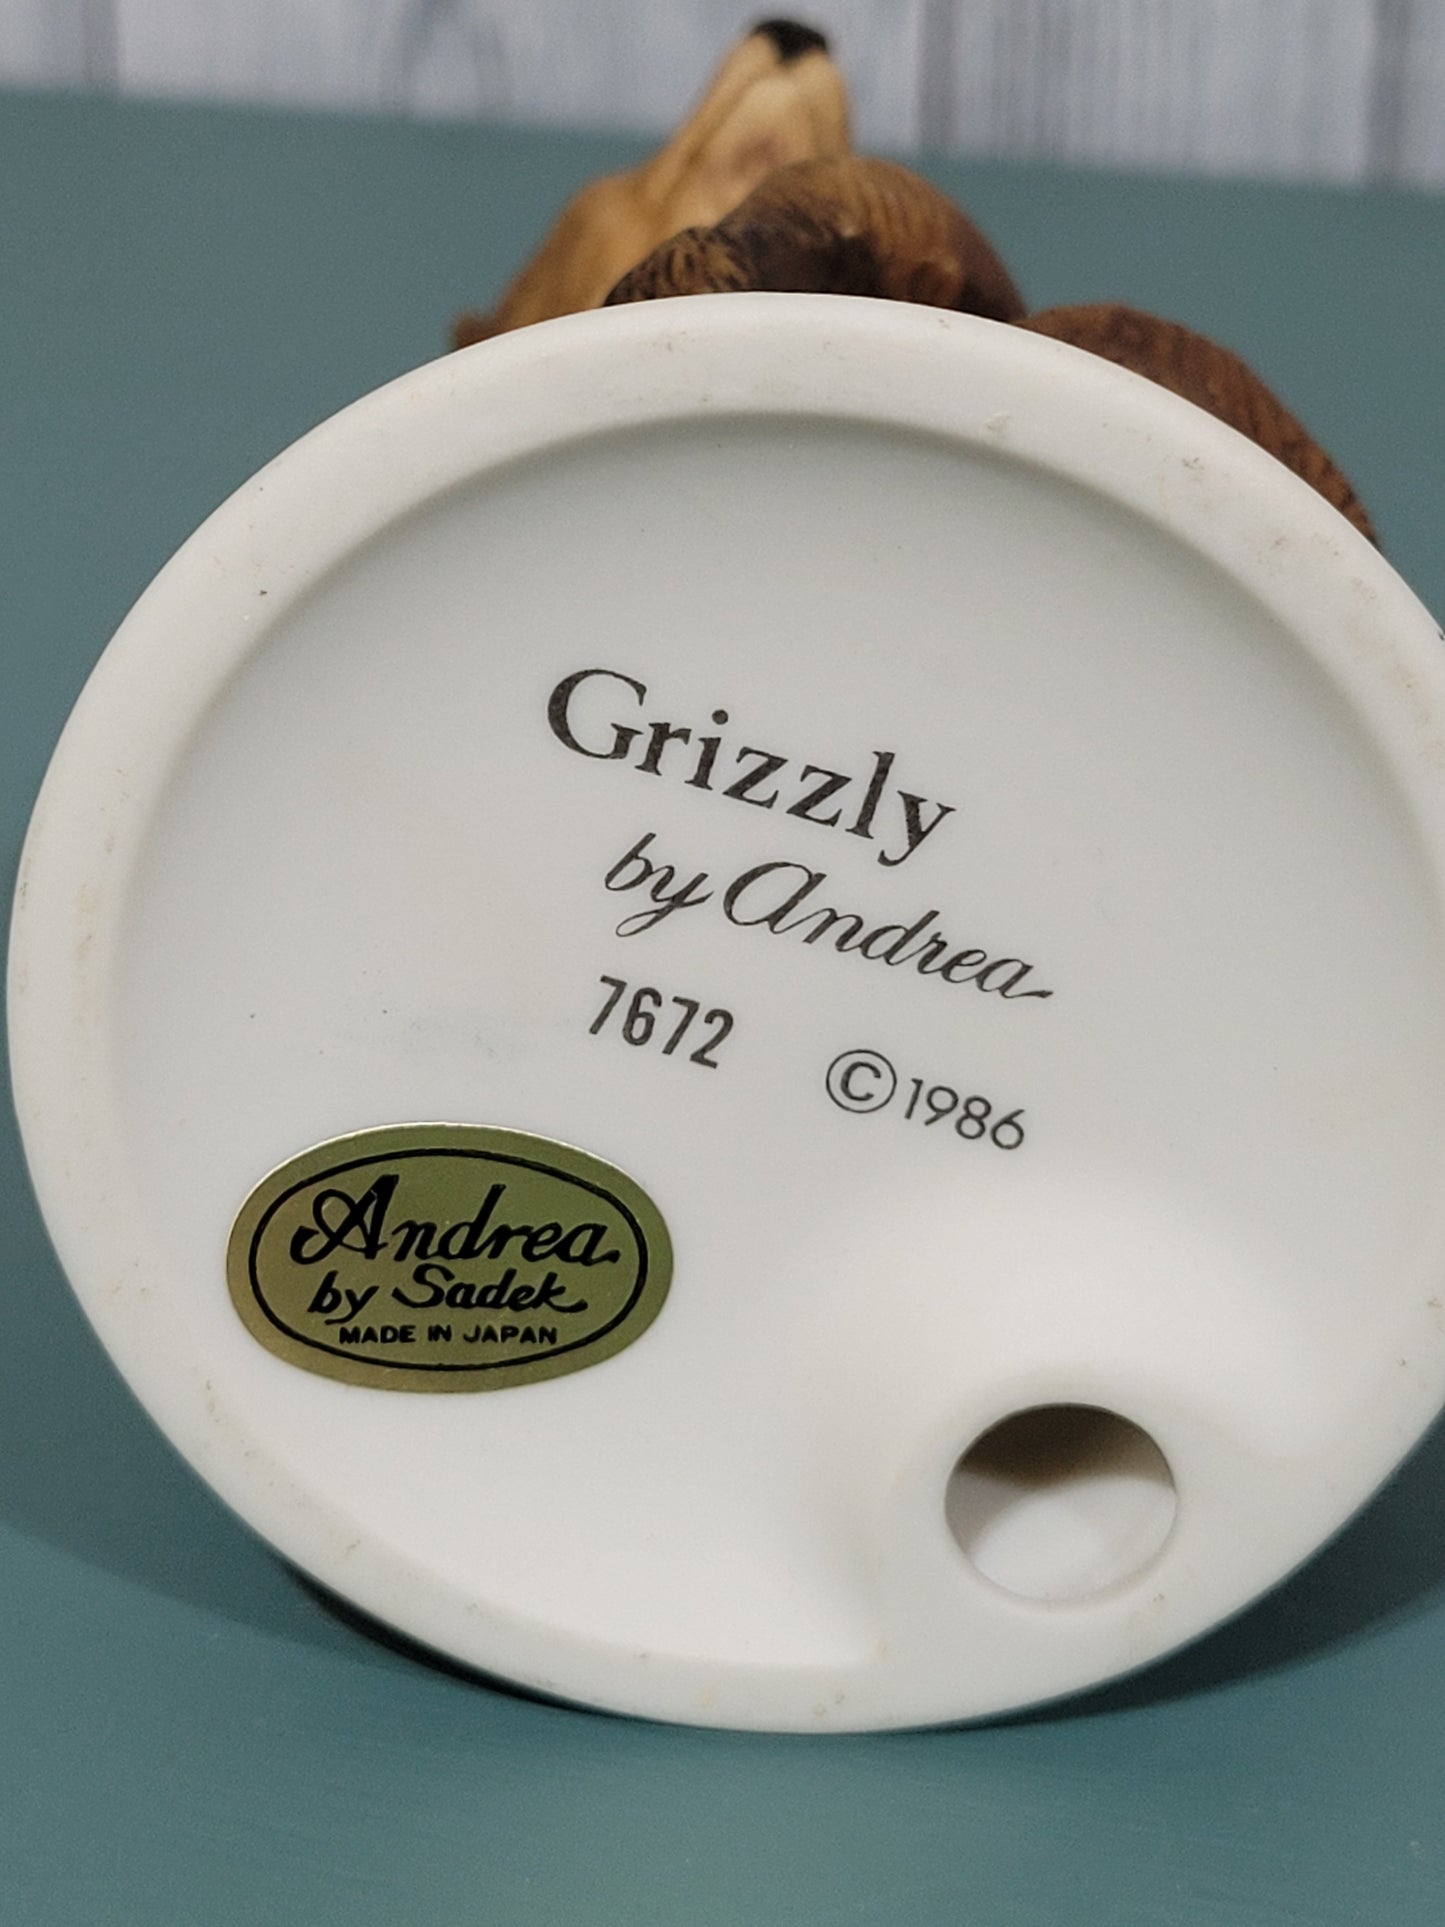 Grizzly
by Andrea
7672 ©1986
Andrea
by Sadek
MADE IN JAPAN